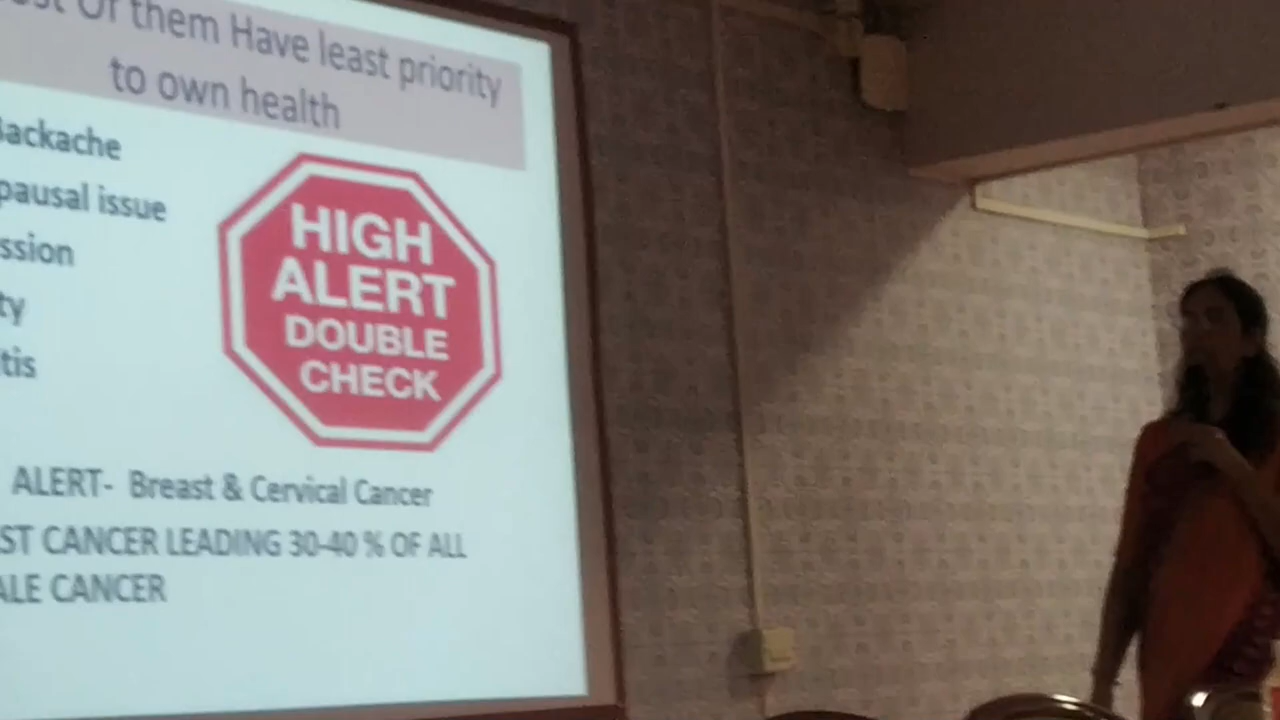 ost Of them Have least priority
to own health
Backache
pausal issue
ssion
ty
tis
HIGH
ALERT
DOUBLE
CHECK
ALERT- Breast & Cervical Cancer
ST CANCER LEADING 30-40 % OF ALL
ALE CANCER